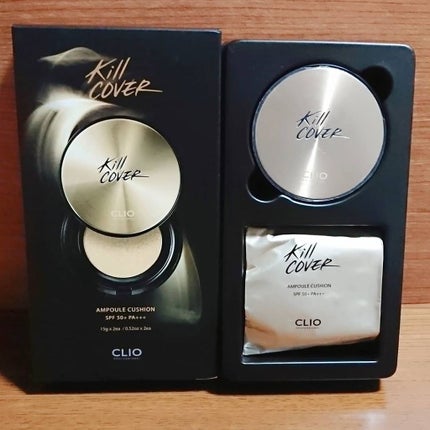 Kill
COVER
Kill
COVER
CLIO
AMPOULE CUSHION
SPF 50+ PA+++
15g x 2ea / 0.52oz x 2ea
CLIO
Kill
COVER
CLIO
Kill
COVER
AMPOULE CUSHION
SPF 50+ PA+++
CLIO